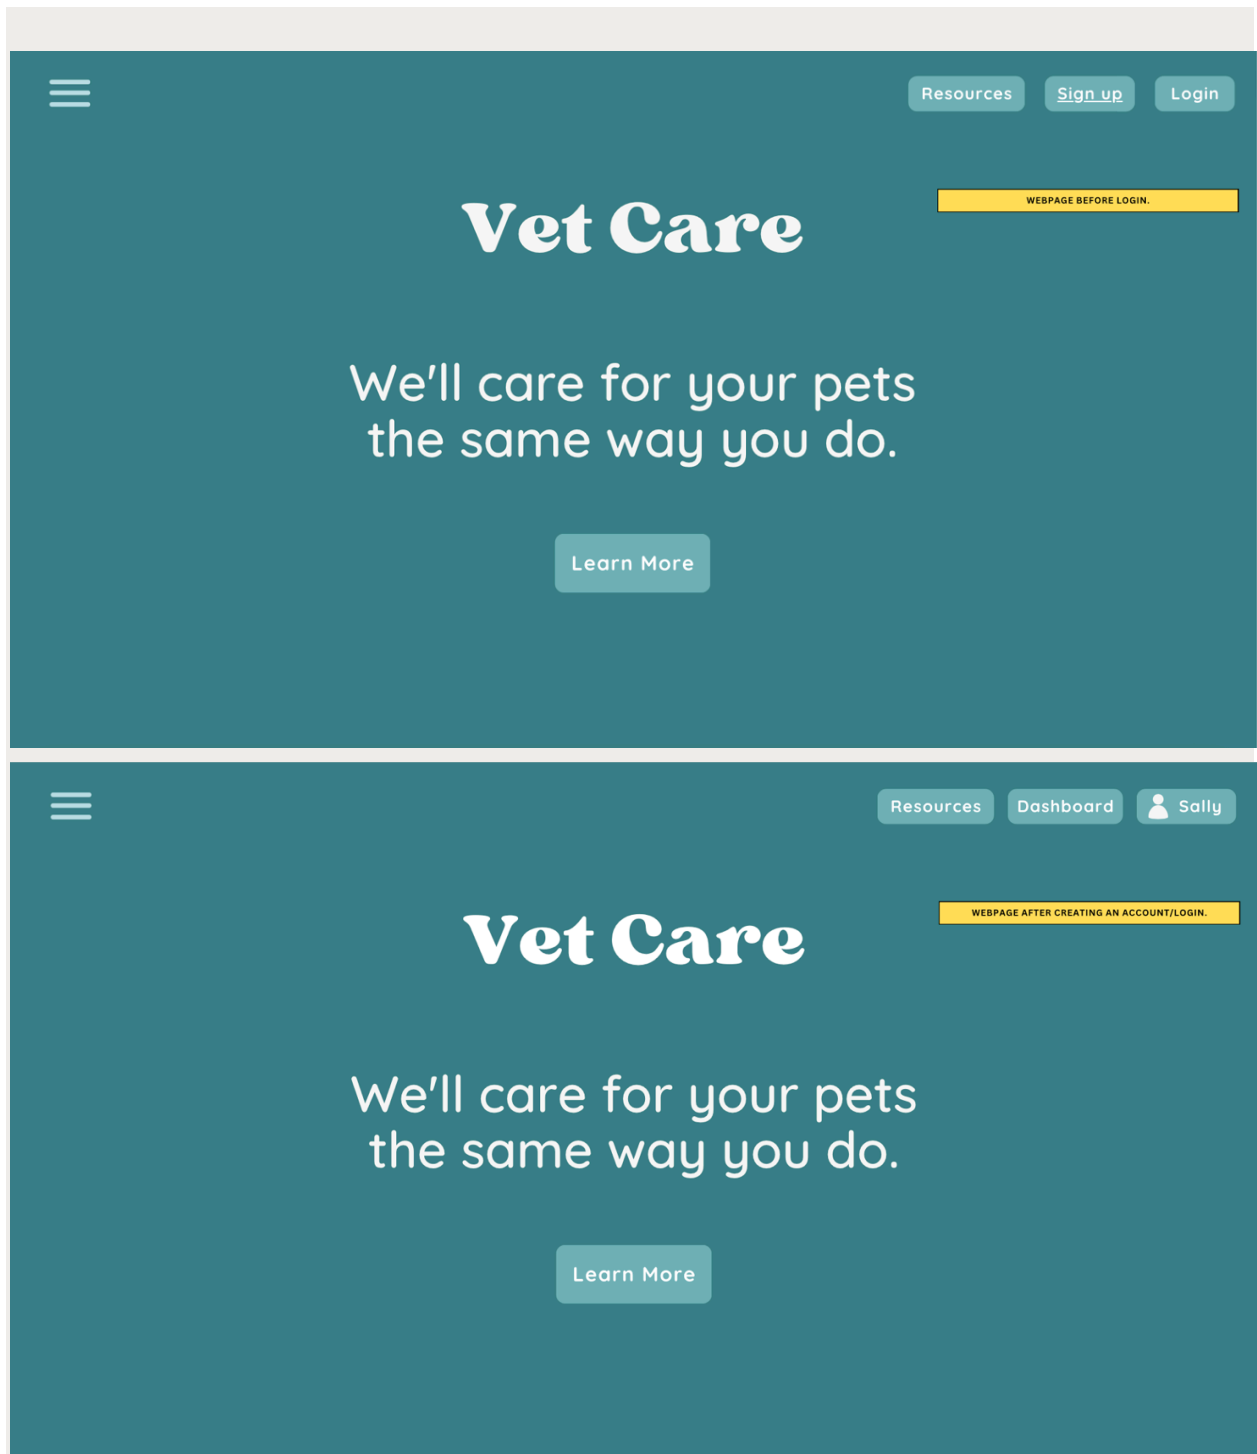 Resources Sign up Login
WEBPAGE BEFORE LOGIN.
Vet Care
We'll care for your pets
the same way you do.
Learn More
Resources Dashboard Sally
WEBPAGE AFTER CREATING AN ACCOUNT/LOGIN.
Vet Care
We'll care for your pets
the same way you do.
Learn More